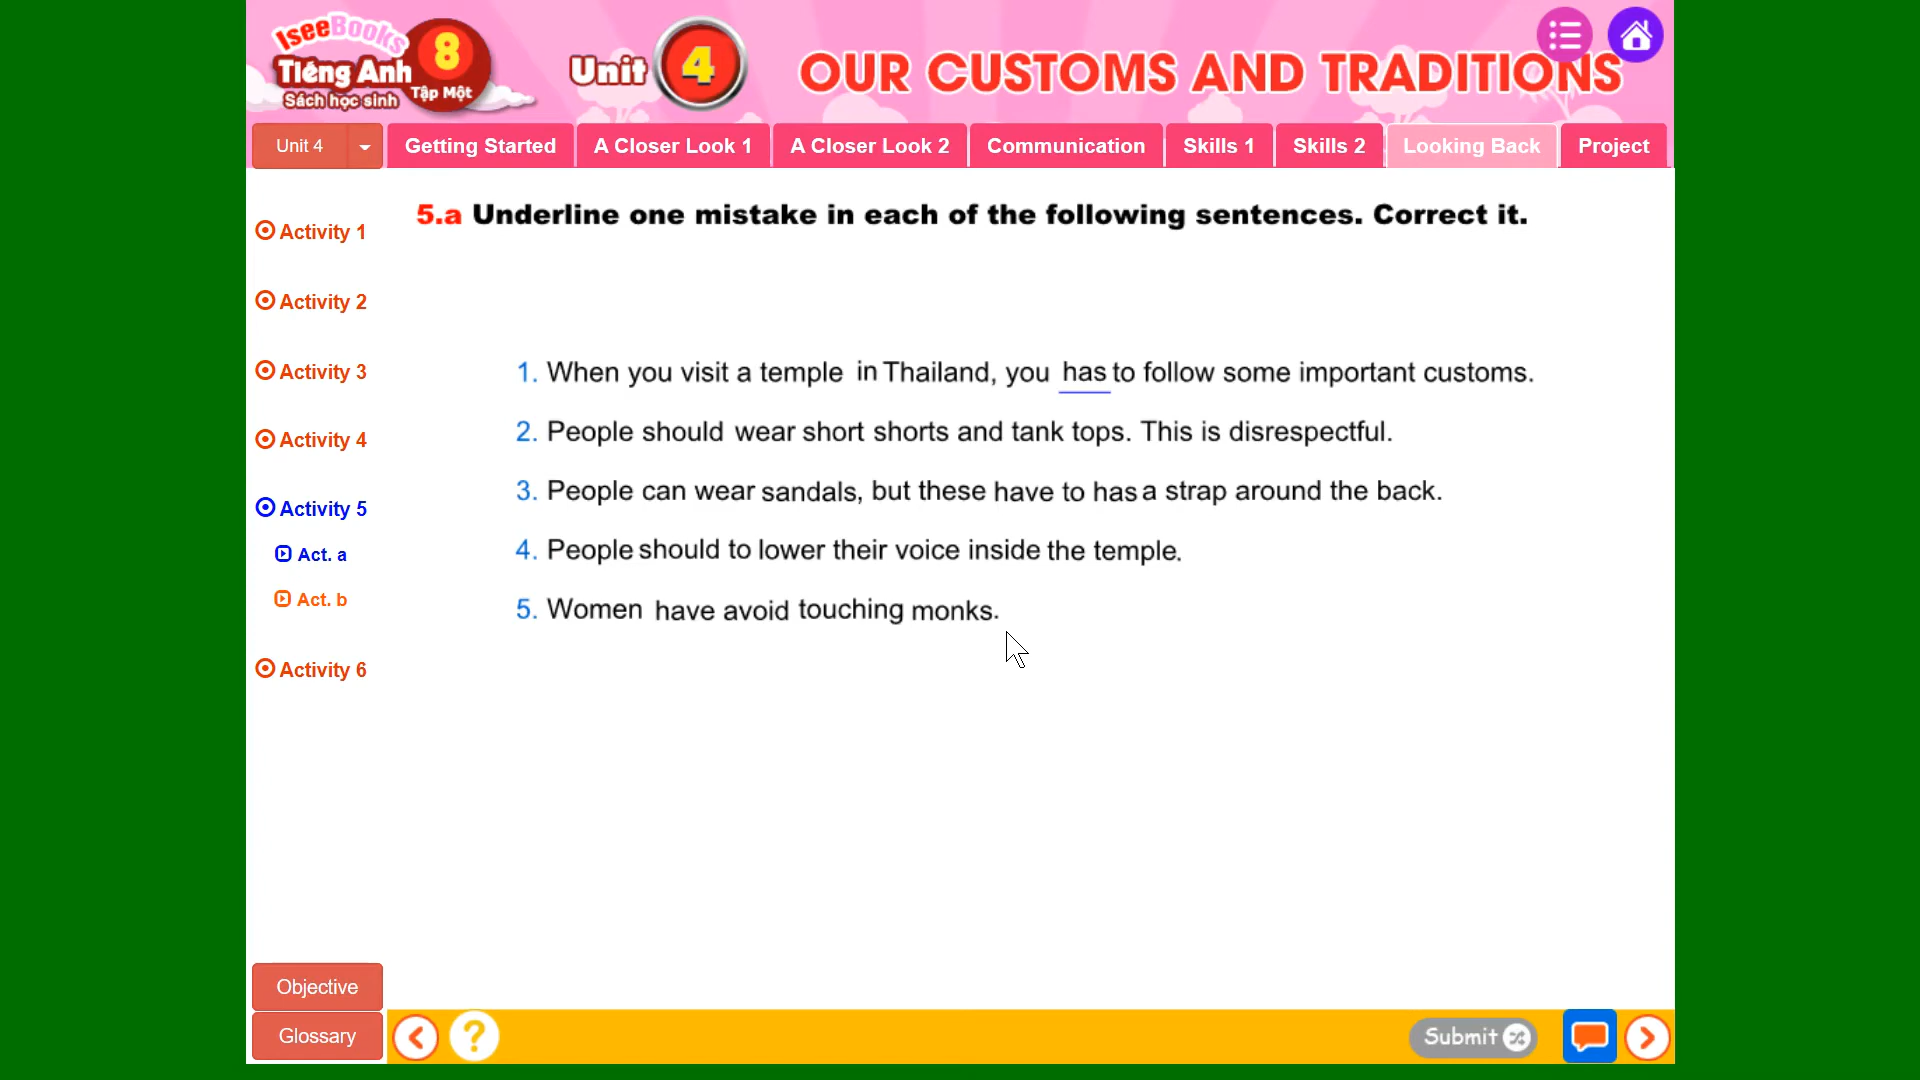 IseeBooks
Tiếng Anh 8
Sách học sinh Tập Một
Unit 4 OUR CUSTOMS AND TRADITIONS
Unit 4 Getting Started A Closer Look 1 A Closer Look 2 Communication Skills 1 Skills 2 Looking Back Project
5.a Underline one mistake in each of the following sentences. Correct it.
Activity 1
Activity 2
Activity 3
Activity 4
Activity 5
Act. a
Act. b
Activity 6
1. When you visit a temple in Thailand, you has to follow some important customs.
2. People should wear short shorts and tank tops. This is disrespectful.
3. People can wear sandals, but these have to has a strap around the back.
4. People should to lower their voice inside the temple.
5. Women have avoid touching monks.
Objective
Glossary
?
Submit